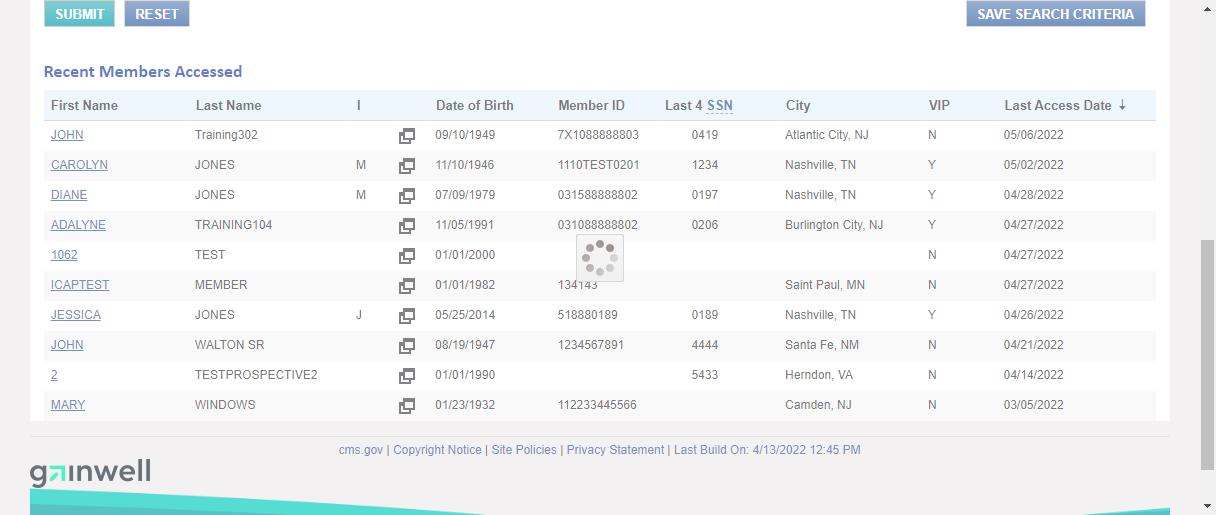 SUBMIT RESET SAVE SEARCH CRITERIA
Recent Members Accessed
First Name Last Name I Date of Birth Member ID Last 4 SSN City VIP Last Access Date ↓
JOHN Training302 09/10/1949 7X1088888803 0419 Atlantic City, NJ N 05/06/2022
CAROLYN JONES M 11/10/1946 1110TEST0201 1234 Nashville, TN Y 05/02/2022
DIANE JONES M 07/09/1979 031588888802 0197 Nashville, TN Y 04/28/2022
ADALYNE TRAINING104 11/05/1991 031088888802 0206 Burlington City, NJ Y 04/27/2022
1062 TEST 01/01/2000 N 04/27/2022
ICAPTEST MEMBER 01/01/1982 134143 Saint Paul, MN N 04/27/2022
JESSICA JONES J 05/25/2014 518880189 0189 Nashville, TN Y 04/26/2022
JOHN WALTON SR 08/19/1947 1234567891 4444 Santa Fe, NM N 04/21/2022
2 TESTPROSPECTIVE2 01/01/1990 5433 Herndon, VA N 04/14/2022
MARY WINDOWS 01/23/1932 112233445566 Camden, NJ N 03/05/2022
cms.gov | Copyright Notice | Site Policies | Privacy Statement | Last Build On: 4/13/2022 12:45 PM
gainwell